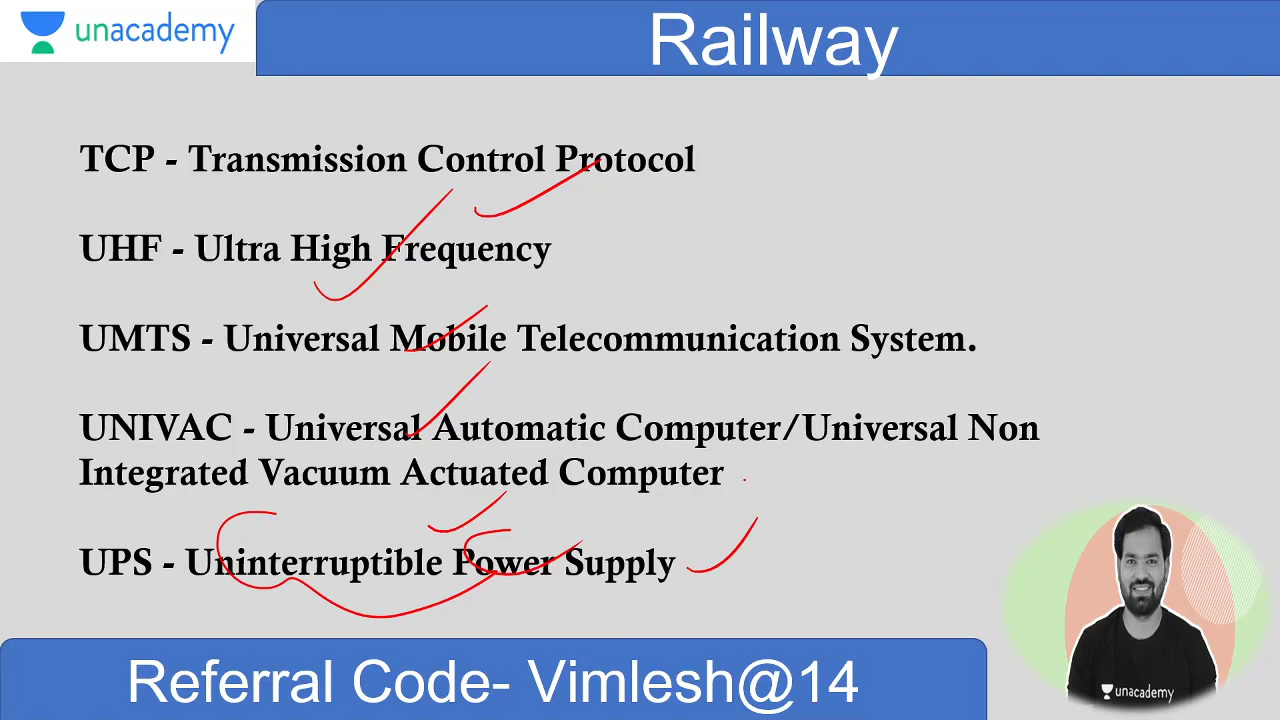 unacademy
Railway
TCP - Transmission Control Protocol
UHF - Ultra High Frequency
UMTS - Universal Mobile Telecommunication System.
UNIVAC - Universal Automatic Computer/Universal Non
Integrated Vacuum Actuated Computer
UPS - Uninterruptible Power Supply
unacademy
Referral Code- Vimlesh@14